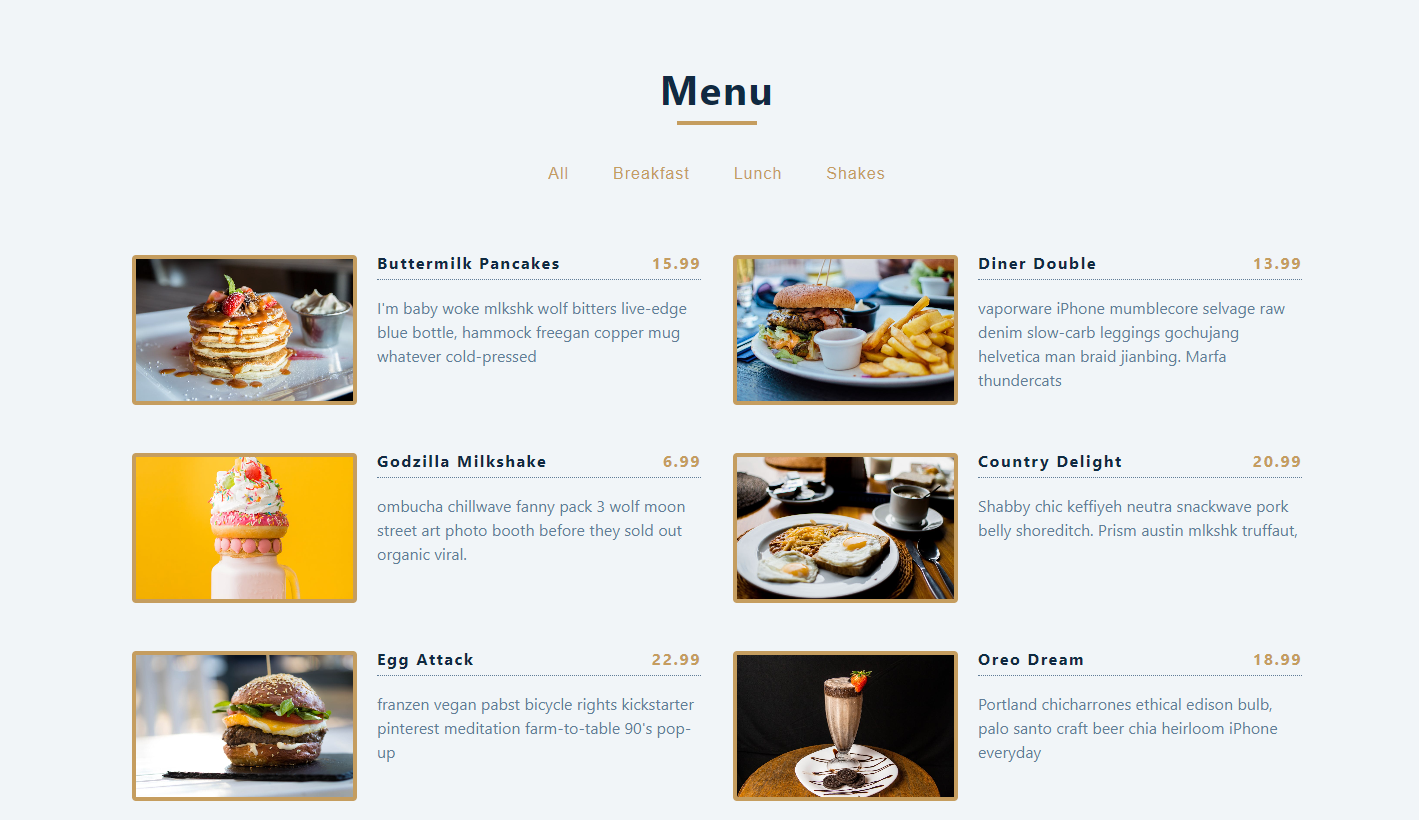 Menu
All Breakfast Lunch Shakes
Buttermilk Pancakes 15.99
I'm baby woke mlkshk wolf bitters live-edge
blue bottle, hammock freegan copper mug
whatever cold-pressed
Diner Double 13.99
vaporware iPhone mumblecore selvage raw
denim slow-carb leggings gochujang
helvetica man braid jianbing. Marfa
thundercats
Godzilla Milkshake 6.99
ombucha chillwave fanny pack 3 wolf moon
street art photo booth before they sold out
organic viral.
Country Delight 20.99
Shabby chic keffiyeh neutra snackwave pork
belly shoreditch. Prism austin mlkshk truffaut,
Egg Attack 22.99
franzen vegan pabst bicycle rights kickstarter
pinterest meditation farm-to-table 90's pop-
up
Oreo Dream 18.99
Portland chicharrones ethical edison bulb,
palo santo craft beer chia heirloom iPhone
everyday